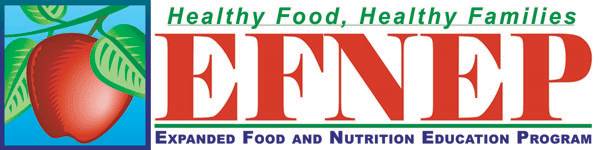 Healthy Food, Healthy Families
EFNEP
Expanded Food and Nutrition Education Program